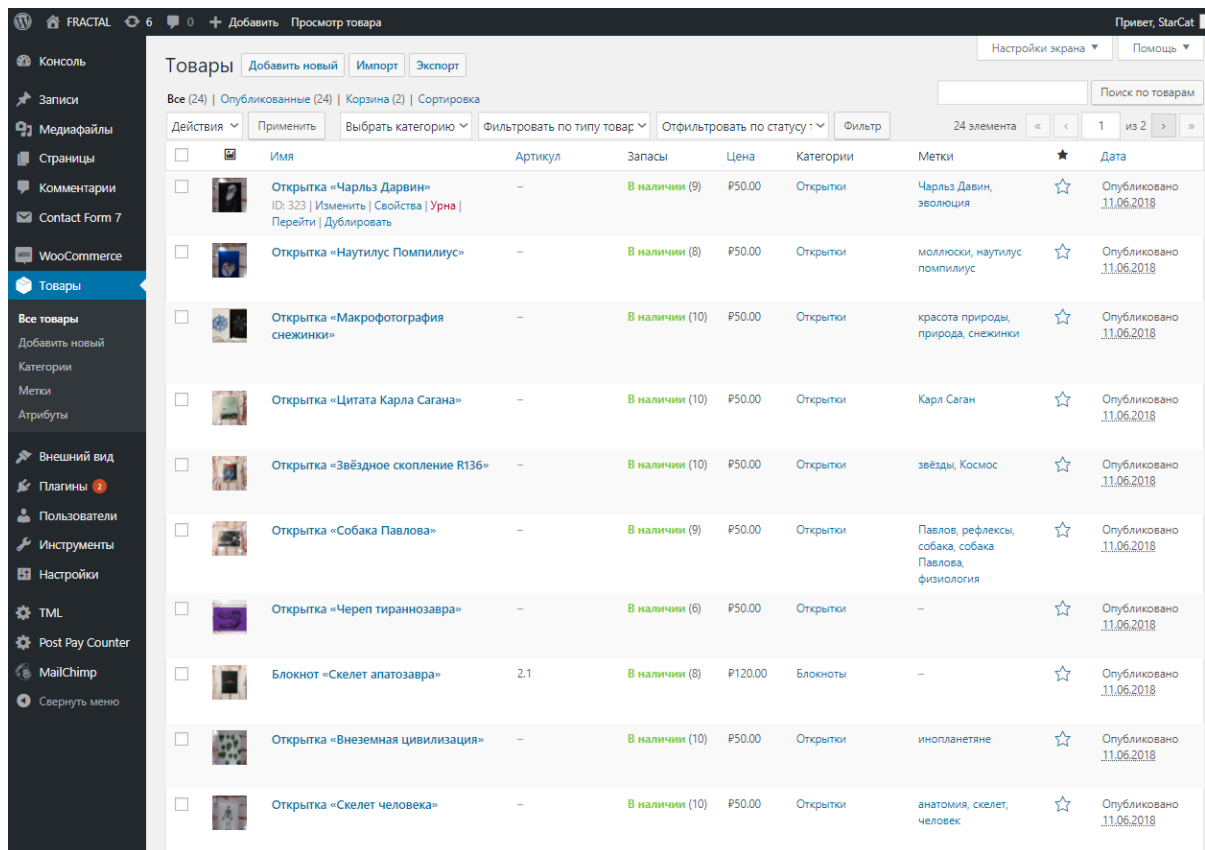 FRACTAL 6 0 + Добавить Просмотр товара Привет, StarCat
Консоль
Записи
Медиафайлы
Страницы
Комментарии
Contact Form 7
WooCommerce
Товары
Все товары
Добавить новый
Категории
Метки
Атрибуты
Внешний вид
Плагины 2
Пользователи
Инструменты
Настройки
TML
Post Pay Counter
MailChimp
Свернуть меню
Настройки экрана ▼ Помощь ▼
Товары Добавить новый Импорт Экспорт
Все (24) | Опубликованные (24) | Корзина (2) | Сортировка Поиск по товарам
Действия Применить Выбрать категорию Фильтровать по типу товар Отфильтровать по статусу т Фильтр 24 элемента « ‹ 1 из 2 › »
Имя Артикул Запасы Цена Категории Метки ★ Дата
Открытка «Чарльз Дарвин» – В наличии (9) ₽50.00 Открытки Чарльз Давин, Опубликовано
ID: 323 | Изменить | Свойства | Урна | эволюция 11.06.2018
Перейти | Дублировать
Открытка «Наутилус Помпилиус» – В наличии (8) ₽50.00 Открытки моллюски, наутилус Опубликовано
помпилиус 11.06.2018
Открытка «Макрофотография – В наличии (10) ₽50.00 Открытки красота природы, Опубликовано
снежинки» природа, снежинки 11.06.2018
Открытка «Цитата Карла Сагана» – В наличии (10) ₽50.00 Открытки Карл Саган Опубликовано
11.06.2018
Открытка «Звёздное скопление R136» – В наличии (10) ₽50.00 Открытки звёзды, Космос Опубликовано
11.06.2018
Открытка «Собака Павлова» – В наличии (9) ₽50.00 Открытки Павлов, рефлексы, Опубликовано
собака, собака 11.06.2018
Павлова,
физиология
Открытка «Череп тираннозавра» – В наличии (6) ₽50.00 Открытки – Опубликовано
11.06.2018
Блокнот «Скелет апатозавра» 2.1 В наличии (8) ₽120.00 Блокноты – Опубликовано
11.06.2018
Открытка «Внеземная цивилизация» – В наличии (10) ₽50.00 Открытки инопланетяне Опубликовано
11.06.2018
Открытка «Скелет человека» – В наличии (10) ₽50.00 Открытки анатомия, скелет, Опубликовано
человек 11.06.2018